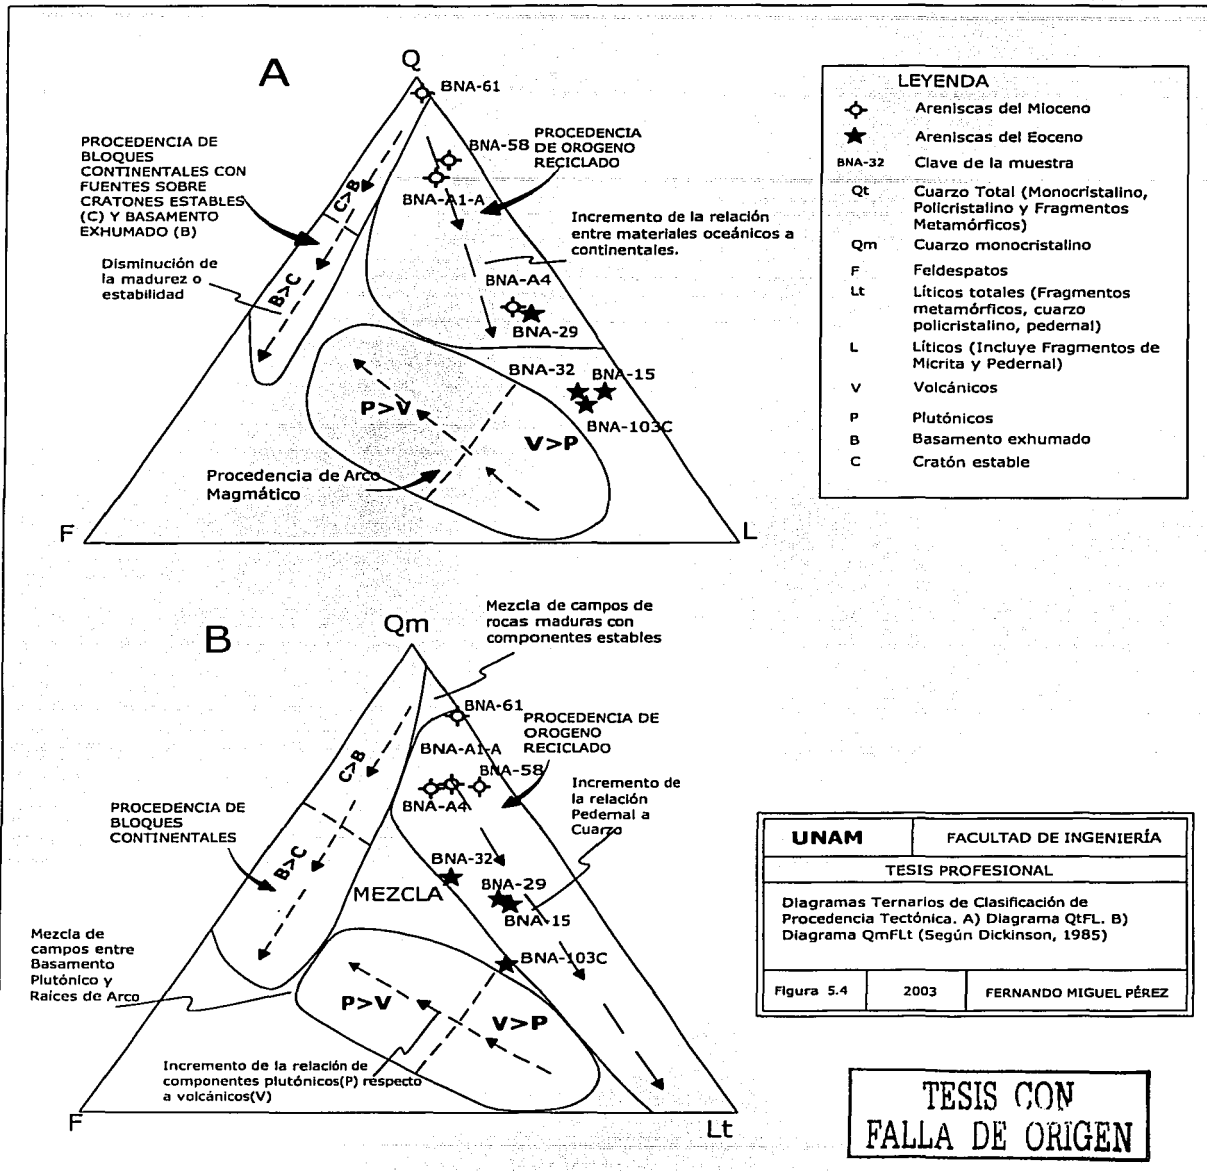 A
Q
BNA-61
BNA-58
PROCEDENCIA
DE OROGENO
RECICLADO
PROCEDENCIA DE
BLOQUES
CONTINENTALES CON
FUENTES SOBRE
CRATONES ESTABLES
(C) Y BASAMENTO
EXHUMADO (B)
C>B
BNA-A1-A
Incremento de la relación
entre materiales oceánicos a
continentales.
Disminución de
la madurez o
estabilidad
B>C
BNA-A4
BNA-29
BNA-32
BNA-15
BNA-103C
P>V
V>P
Procedencia de Arco
Magmático
F
L
LEYENDA
Areniscas del Mioceno
Areniscas del Eoceno
BNA-32 Clave de la muestra
Qt Cuarzo Total (Monocristalino,
Policristalino y Fragmentos
Metamórficos)
Qm Cuarzo monocristalino
F Feldespatos
Lt Líticos totales (Fragmentos
metamórficos, cuarzo
policristalino, pedernal)
L Líticos (Incluye Fragmentos de
Micrita y Pedernal)
V Volcánicos
P Plutónicos
B Basamento exhumado
C Cratón estable
B
Qm
Mezcla de campos de
rocas maduras con
componentes estables
BNA-61
PROCEDENCIA DE
OROGENO
RECICLADO
BNA-A1-A
BNA-58
BNA-A4
C>B
Incremento de
la relación
Pedernal a
Cuarzo
PROCEDENCIA DE
BLOQUES
CONTINENTALES
B>C
BNA-32
BNA-29
MEZCLA
BNA-15
BNA-103C
Mezcla de
campos entre
Basamento
Plutónico y
Raíces de Arco
P>V
V>P
Incremento de la relación de
componentes plutónicos(P) respecto
a volcánicos(V)
F
Lt
UNAM
FACULTAD DE INGENIERÍA
TESIS PROFESIONAL
Diagramas Ternarios de Clasificación de
Procedencia Tectónica. A) Diagrama QtFL. B)
Diagrama QmFLt (Según Dickinson, 1985)
Figura 5.4
2003
FERNANDO MIGUEL PÉREZ
TESIS CON
FALLA DE ORIGEN